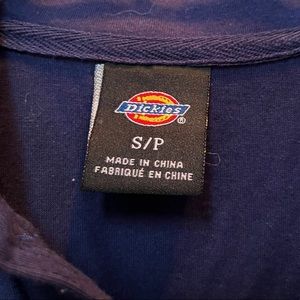 Dickies
®
S/P
MADE IN CHINA
FABRIQUÉ EN CHINE